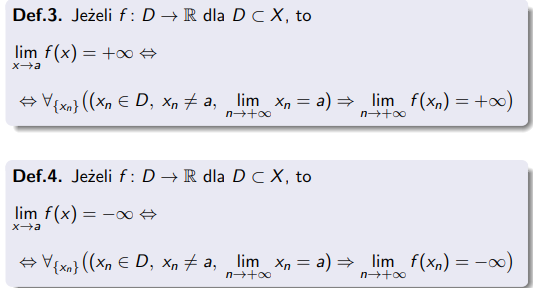 Def.3. Jeżeli f : D → ℝ dla D ⊂ X, to
lim_{x→a} f(x) = +∞ ⇔
⇔ ∀_{{x_n}} ((x_n ∈ D, x_n ≠ a, lim_{n→+∞} x_n = a) ⇒ lim_{n→+∞} f(x_n) = +∞)
Def.4. Jeżeli f : D → ℝ dla D ⊂ X, to
lim_{x→a} f(x) = −∞ ⇔
⇔ ∀_{{x_n}} ((x_n ∈ D, x_n ≠ a, lim_{n→+∞} x_n = a) ⇒ lim_{n→+∞} f(x_n) = −∞)